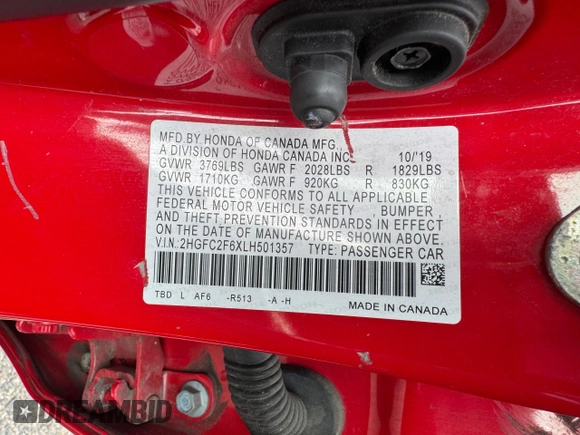 MFD.BY HONDA OF CANADA MFG.,
A DIVISION OF HONDA CANADA INC. 10/'19
GVWR 3769LBS GAWR F 2028LBS R 1829LBS
GVWR 1710KG GAWR F 920KG R 830KG
THIS VEHICLE CONFORMS TO ALL APPLICABLE
FEDERAL MOTOR VEHICLE SAFETY , BUMPER ,
AND THEFT PREVENTION STANDARDS IN EFFECT
ON THE DATE OF MANUFACTURE SHOWN ABOVE.
V.I.N.:2HGFC2F6XLH501357 TYPE: PASSENGER CAR
TBD L AF6 -R513 -A -H
MADE IN CANADA
DREAMBID